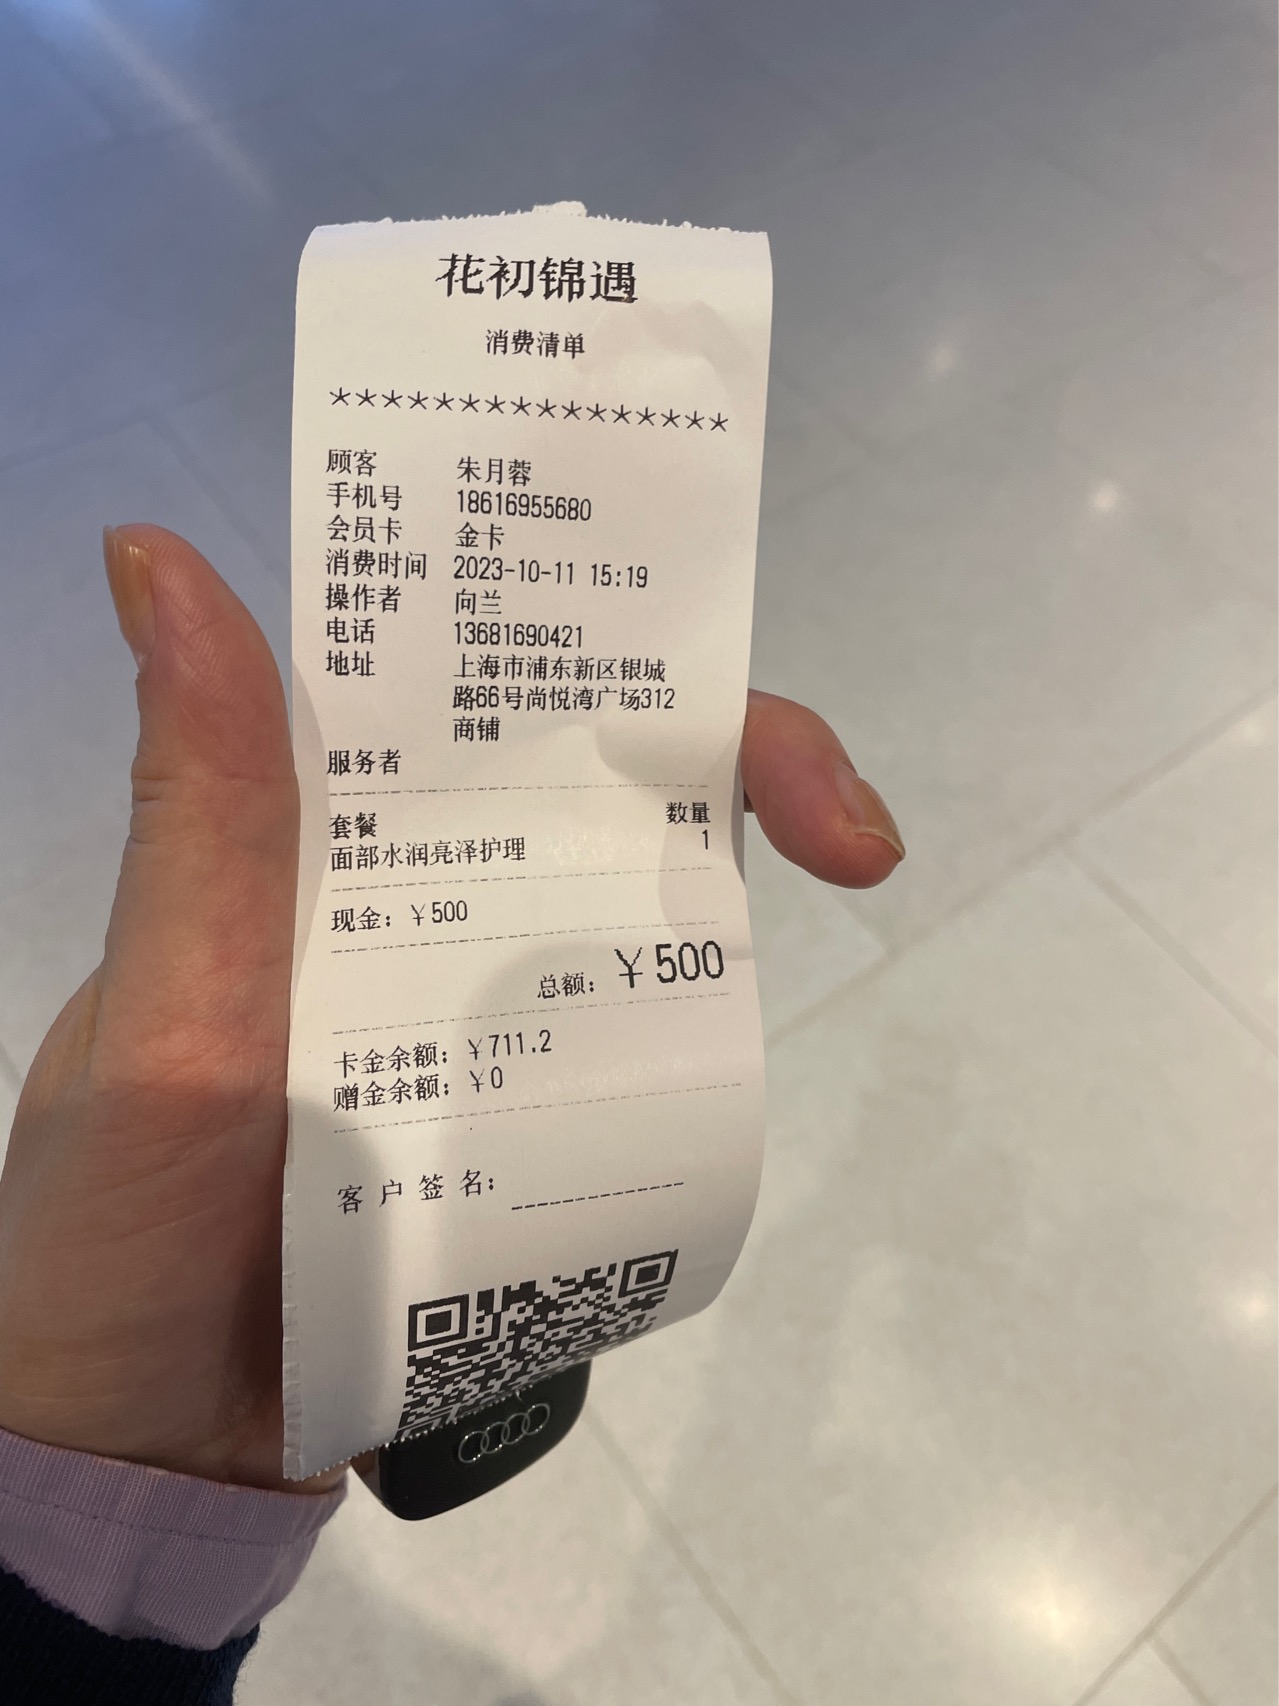 花初锦遇
消费清单
****************
顾客 朱月蓉
手机号 18616955680
会员卡 金卡
消费时间 2023-10-11 15:19
操作者 向兰
电话 13681690421
地址 上海市浦东新区银城
路66号尚悦湾广场312
商铺
服务者
套餐 数量
面部水润亮泽护理 1
现金：￥500
总额：￥500
卡金余额：￥711.2
赠金余额：￥0
客户签名：